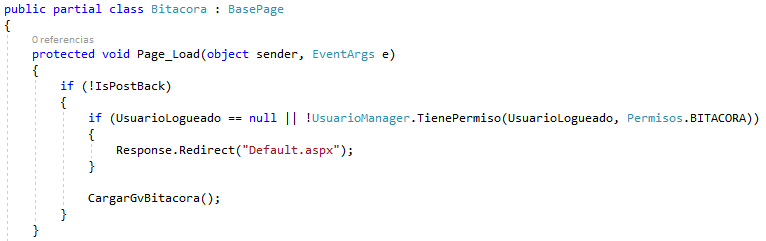 public partial class Bitacora : BasePage
{
0 referencias
protected void Page_Load(object sender, EventArgs e)
{
if (!IsPostBack)
{
if (UsuarioLogueado == null || !UsuarioManager.TienePermiso(UsuarioLogueado, Permisos.BITACORA))
{
Response.Redirect("Default.aspx");
}
CargarGvBitacora();
}
}